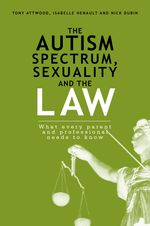 TONY ATTWOOD, ISABELLE HENAULT AND NICK DUBIN
THE
AUTISM
SPECTRUM,
SEXUALITY
AND THE
LAW
What every parent
and professional
needs to know